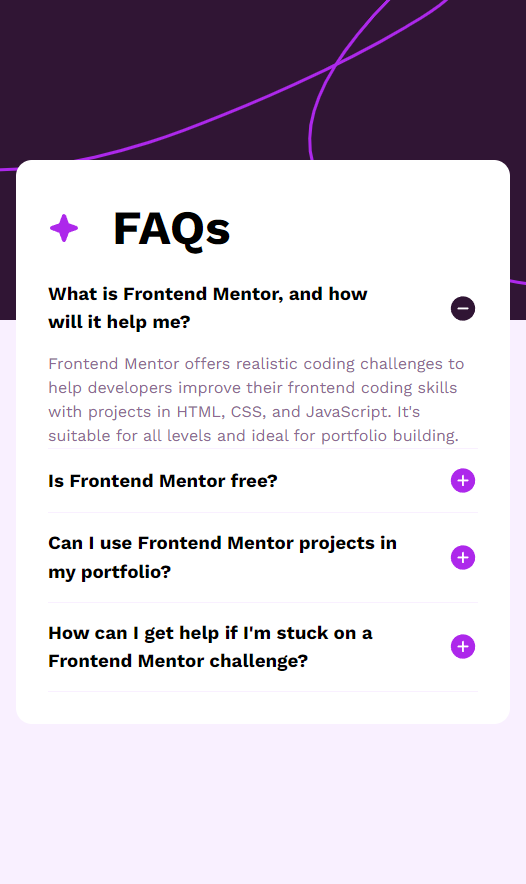 FAQs
What is Frontend Mentor, and how
will it help me?
Frontend Mentor offers realistic coding challenges to
help developers improve their frontend coding skills
with projects in HTML, CSS, and JavaScript. It's
suitable for all levels and ideal for portfolio building.
Is Frontend Mentor free?
Can I use Frontend Mentor projects in
my portfolio?
How can I get help if I'm stuck on a
Frontend Mentor challenge?